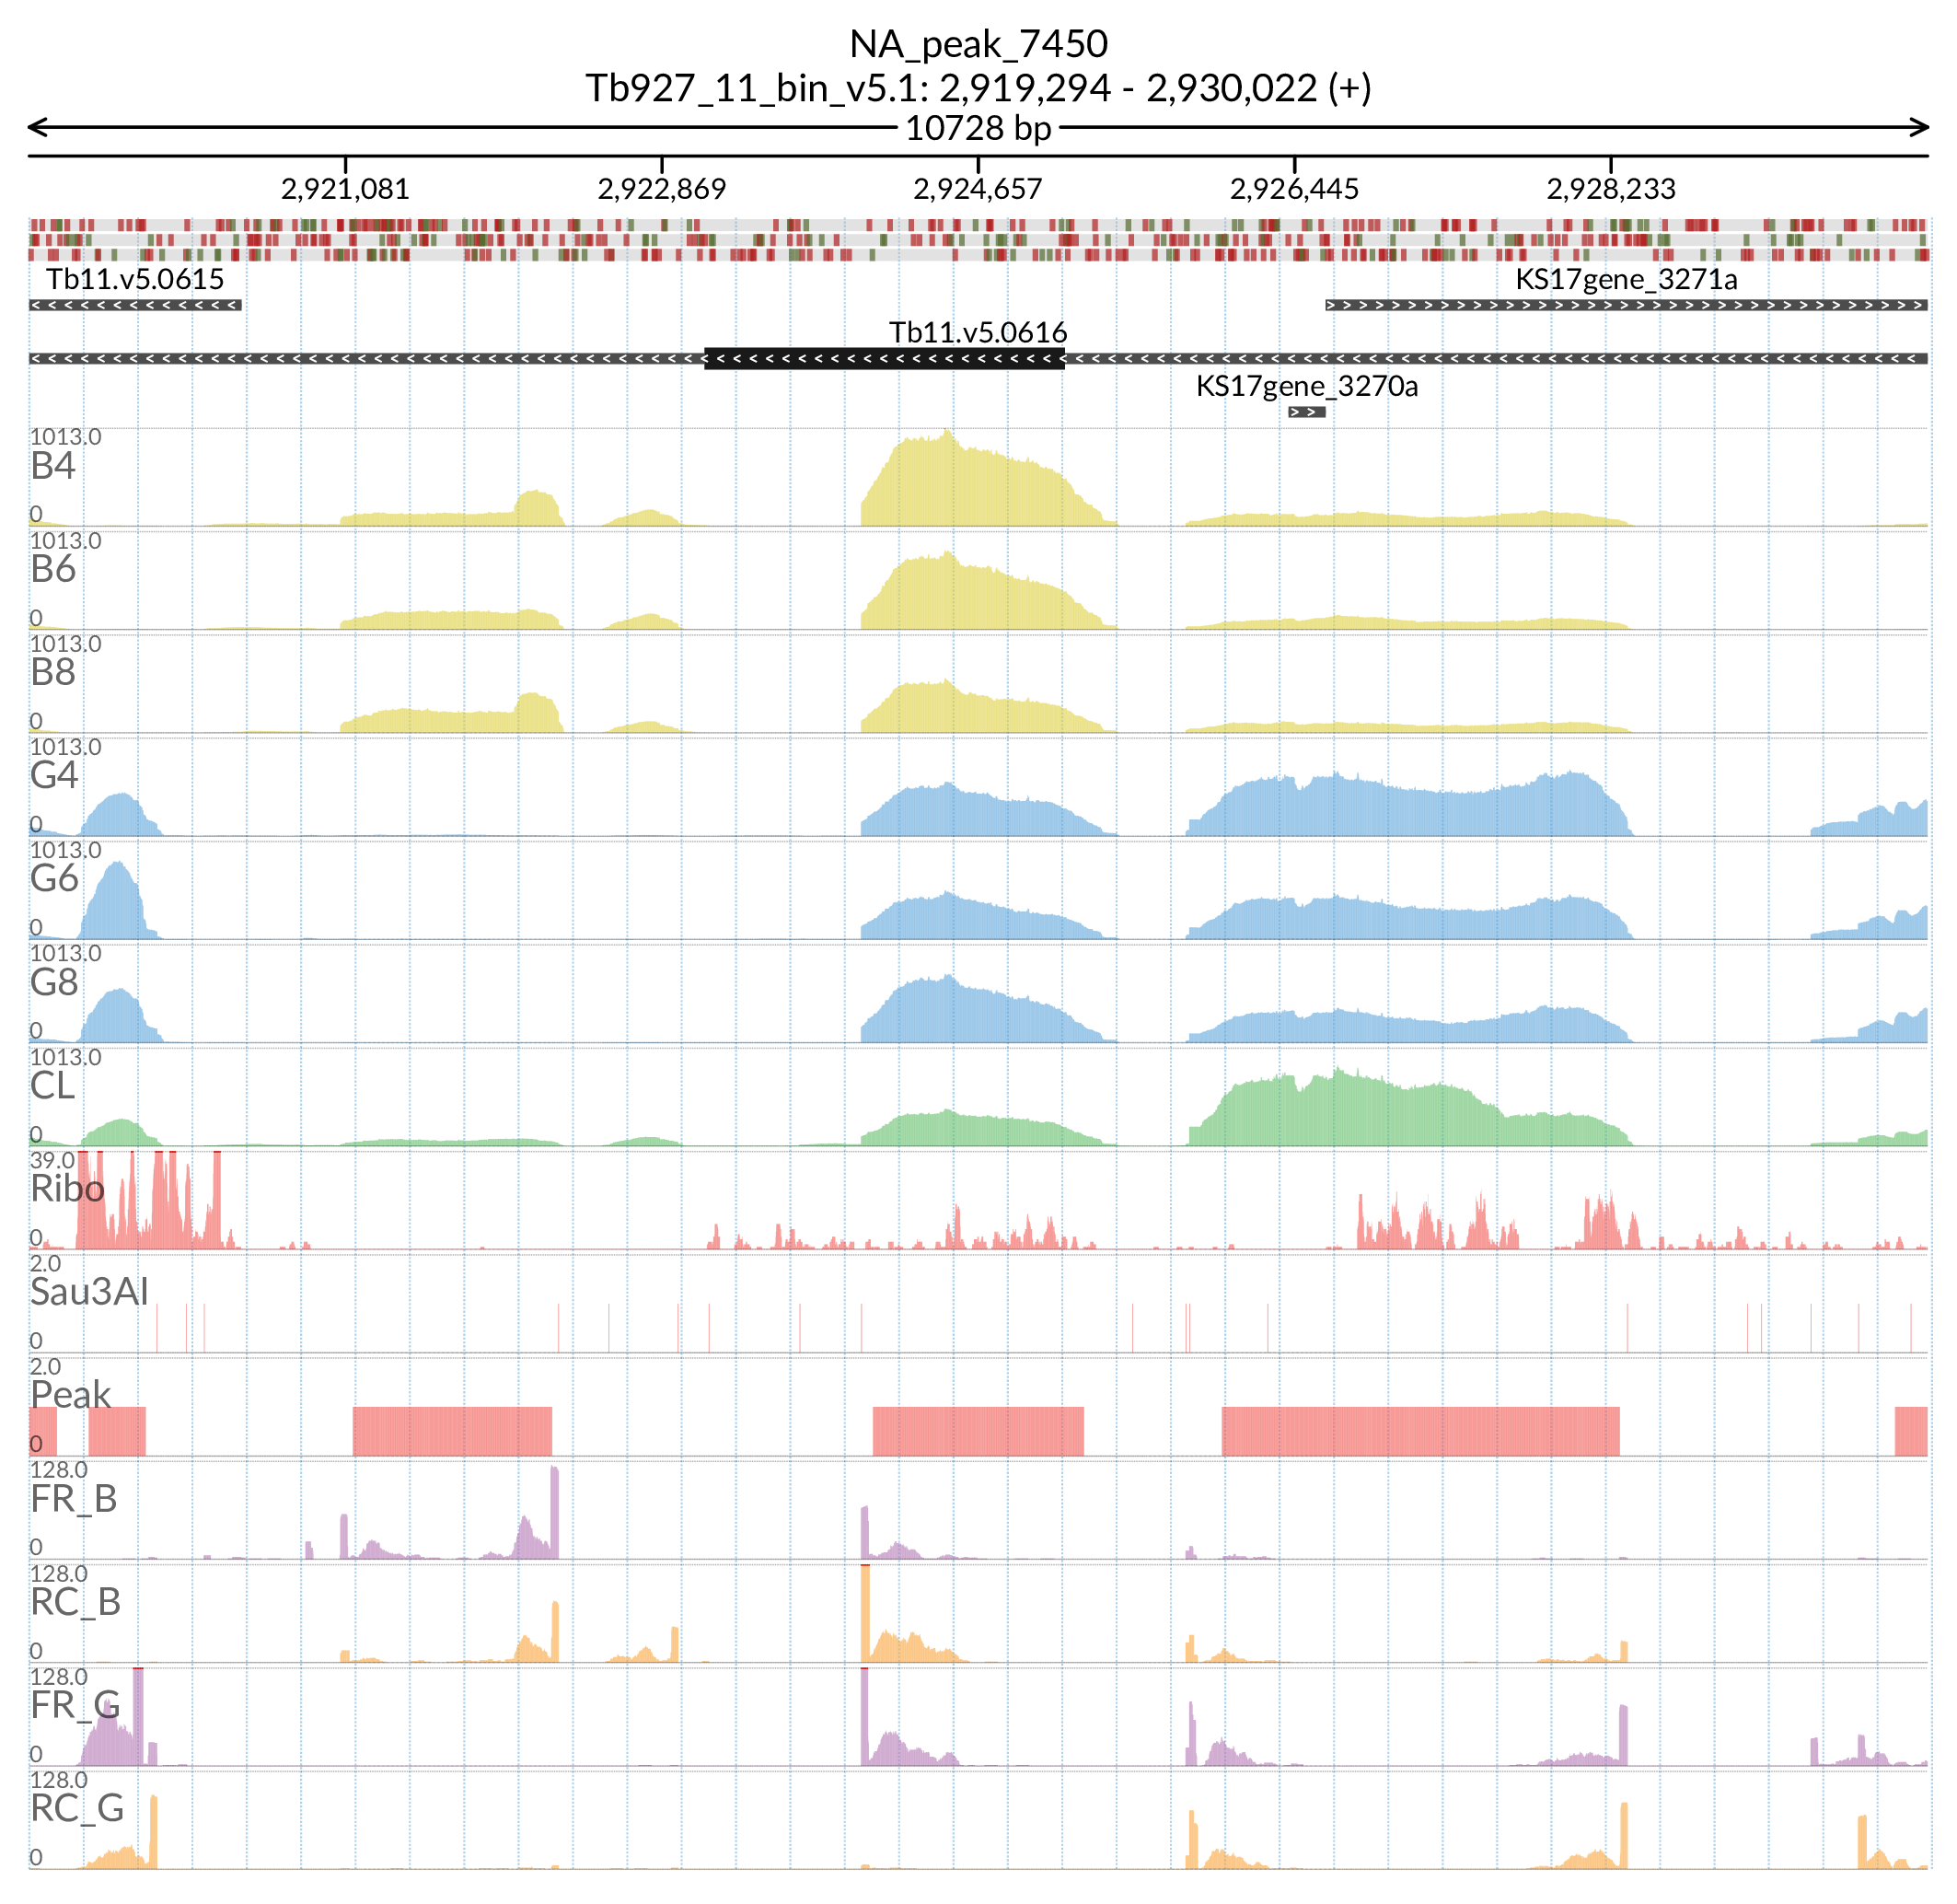 NA_peak_7450
Tb927_11_bin_v5.1: 2,919,294 - 2,930,022 (+)
10728 bp
2,921,081 2,922,869 2,924,657 2,926,445 2,928,233
Tb11.v5.0615 KS17gene_3271a
Tb11.v5.0616
KS17gene_3270a
1013.0
B4
0
1013.0
B6
0
1013.0
B8
0
1013.0
G4
0
1013.0
G6
0
1013.0
G8
0
1013.0
CL
0
39.0
Ribo
0
2.0
Sau3AI
0
2.0
Peak
0
128.0
FR_B
0
128.0
RC_B
0
128.0
FR_G
0
128.0
RC_G
0